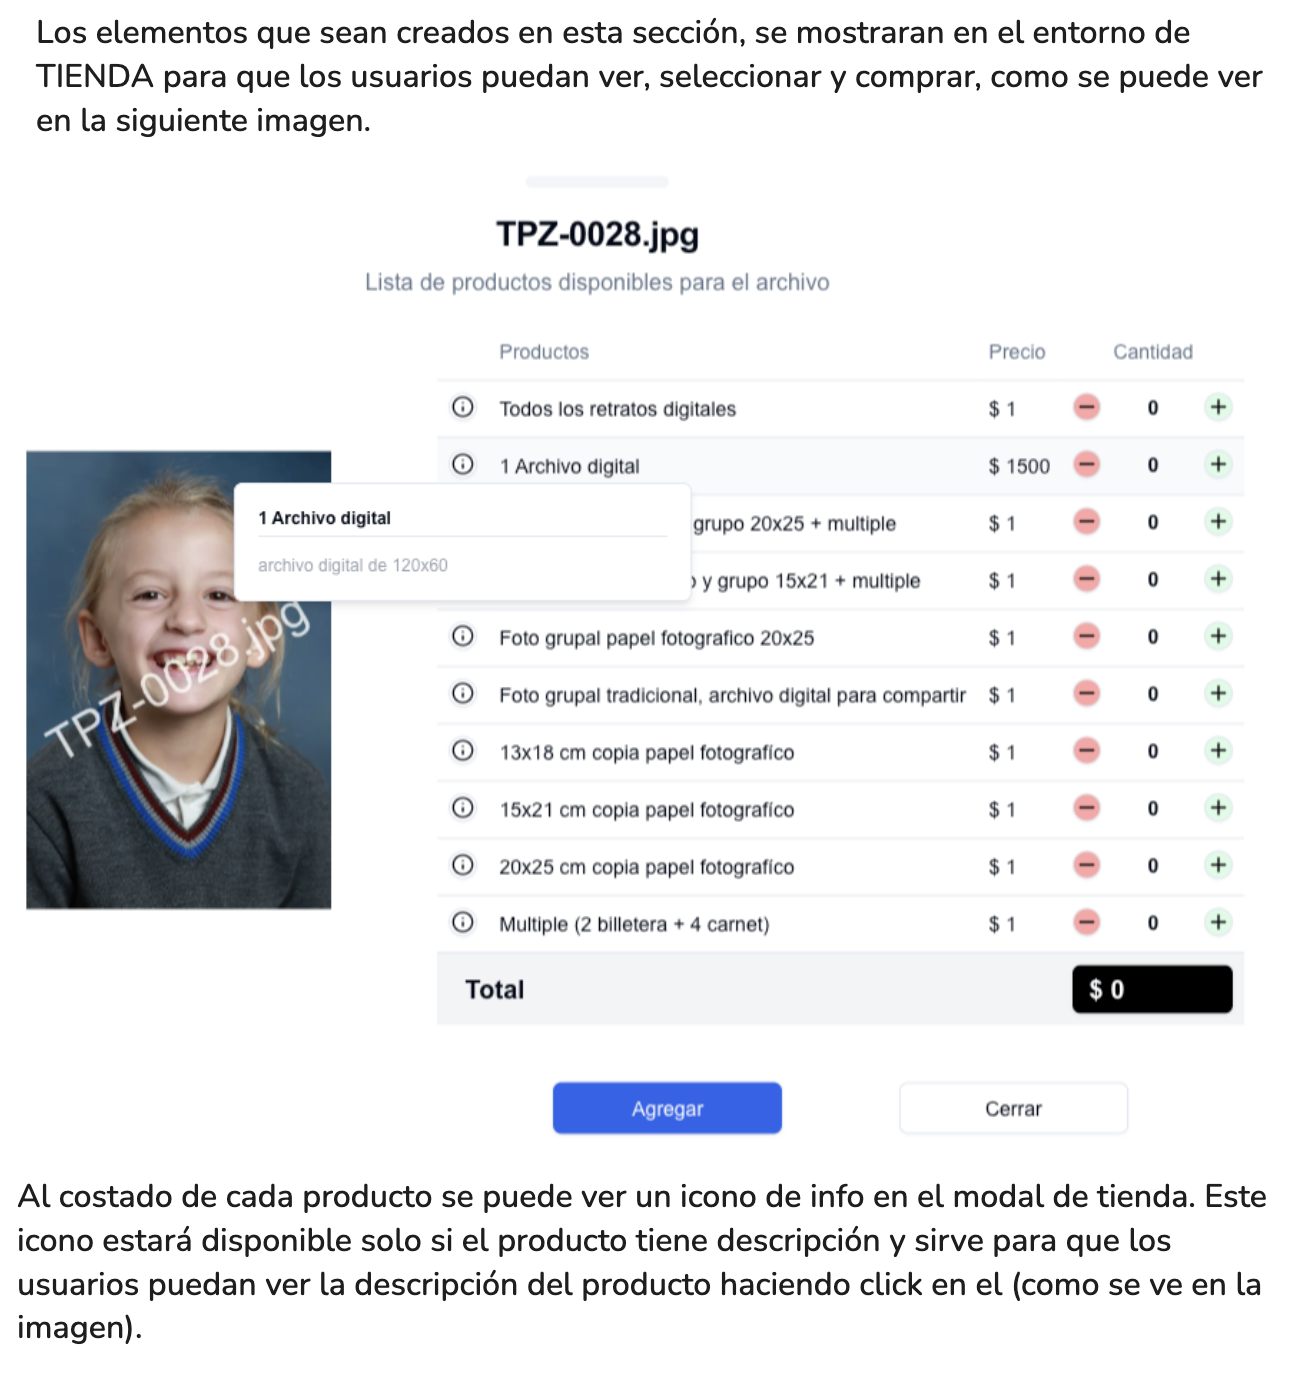 Los elementos que sean creados en esta sección, se mostraran en el entorno de
TIENDA para que los usuarios puedan ver, seleccionar y comprar, como se puede ver
en la siguiente imagen.
TPZ-0028.jpg
Lista de productos disponibles para el archivo
Productos Precio Cantidad
Todos los retratos digitales $ 1 0
1 Archivo digital $ 1500 0
1 Archivo digital
archivo digital de 120x60
grupo 20x25 + multiple $ 1 0
y grupo 15x21 + multiple $ 1 0
Foto grupal papel fotografico 20x25 $ 1 0
Foto grupal tradicional, archivo digital para compartir $ 1 0
13x18 cm copia papel fotografico $ 1 0
15x21 cm copia papel fotografico $ 1 0
20x25 cm copia papel fotografico $ 1 0
Multiple (2 billetera + 4 carnet) $ 1 0
TPZ-0028.jpg
Total $ 0
Agregar Cerrar
Al costado de cada producto se puede ver un icono de info en el modal de tienda. Este
icono estará disponible solo si el producto tiene descripción y sirve para que los
usuarios puedan ver la descripción del producto haciendo click en el (como se ve en la
imagen).